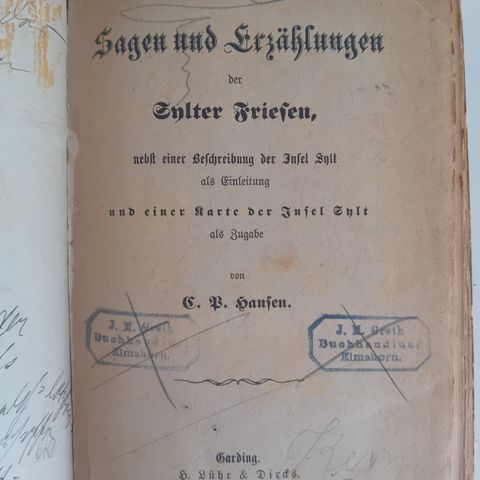 Sagen und Erzählungen
der
Sylter Friesen,
nebst einer Beschreibung der Insel Sylt
als Einleitung
und einer Karte der Insel Sylt
als Zugabe
von
C. P. Hansen.
J. M. Groth
Buchhandlung
Elmshorn.
J. M. Groth
Buchhandlung
Elmshorn.
Garding.
H. Lühr & Dircks.